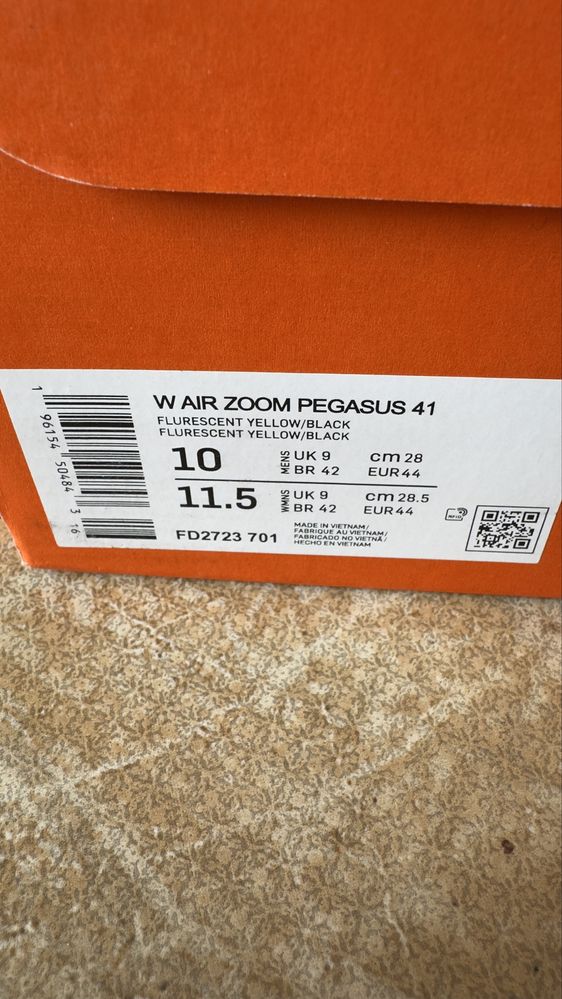 W AIR ZOOM PEGASUS 41
FLURESCENT YELLOW/BLACK
FLURESCENT YELLOW/BLACK
10 MENS UK 9 cm 28
BR 42 EUR 44
11.5 WMNS UK 9 cm 28.5
BR 42 EUR 44
FD2723 701
MADE IN VIETNAM/
FABRIQUE AU VIETNAM/
FABRICADO NO VIETNÃ/
HECHO EN VIETNAM
RFID
1 96154 50484 3 16